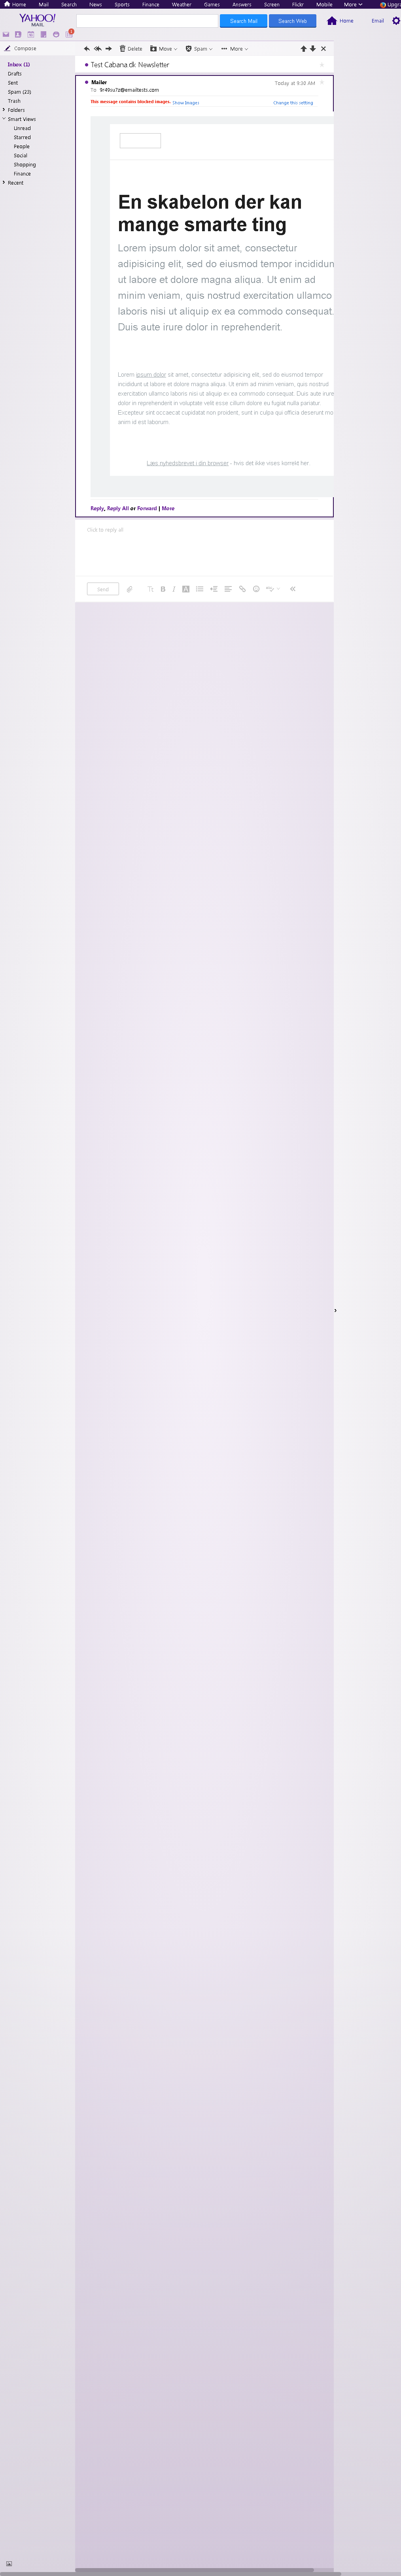 Home Mail Search News Sports Finance Weather Games Answers Screen Flickr Mobile More
YAHOO!
MAIL
Search Mail Search Web Home Email
Compose Delete Move Spam More
Inbox (1)
Drafts
Sent
Spam (23)
Trash
Folders
Smart Views
Unread
Starred
People
Social
Shopping
Finance
Recent
Test Cabana.dk Newsletter
Mailer Today at 9:30 AM
This message contains blocked images. Show Images Change this setting
En skabelon der kan
mange smarte ting
Lorem ipsum dolor sit amet, consectetur
adipisicing elit, sed do eiusmod tempor incididun
ut labore et dolore magna aliqua. Ut enim ad
minim veniam, quis nostrud exercitation ullamco
laboris nisi ut aliquip ex ea commodo consequat.
Duis aute irure dolor in reprehenderit.
Lorem ipsum dolor sit amet, consectetur adipisicing elit, sed do eiusmod tempor
incididunt ut labore et dolore magna aliqua. Ut enim ad minim veniam, quis nostrud
exercitation ullamco laboris nisi ut aliquip ex ea commodo consequat. Duis aute irure
dolor in reprehenderit in voluptate velit esse cillum dolore eu fugiat nulla pariatur.
Excepteur sint occaecat cupidatat non proident, sunt in culpa qui officia deserunt mo
anim id est laborum.
Læs nyhedsbrevet i din browser - hvis det ikke vises korrekt her
Reply, Reply All or Forward | More
Click to reply all
Send